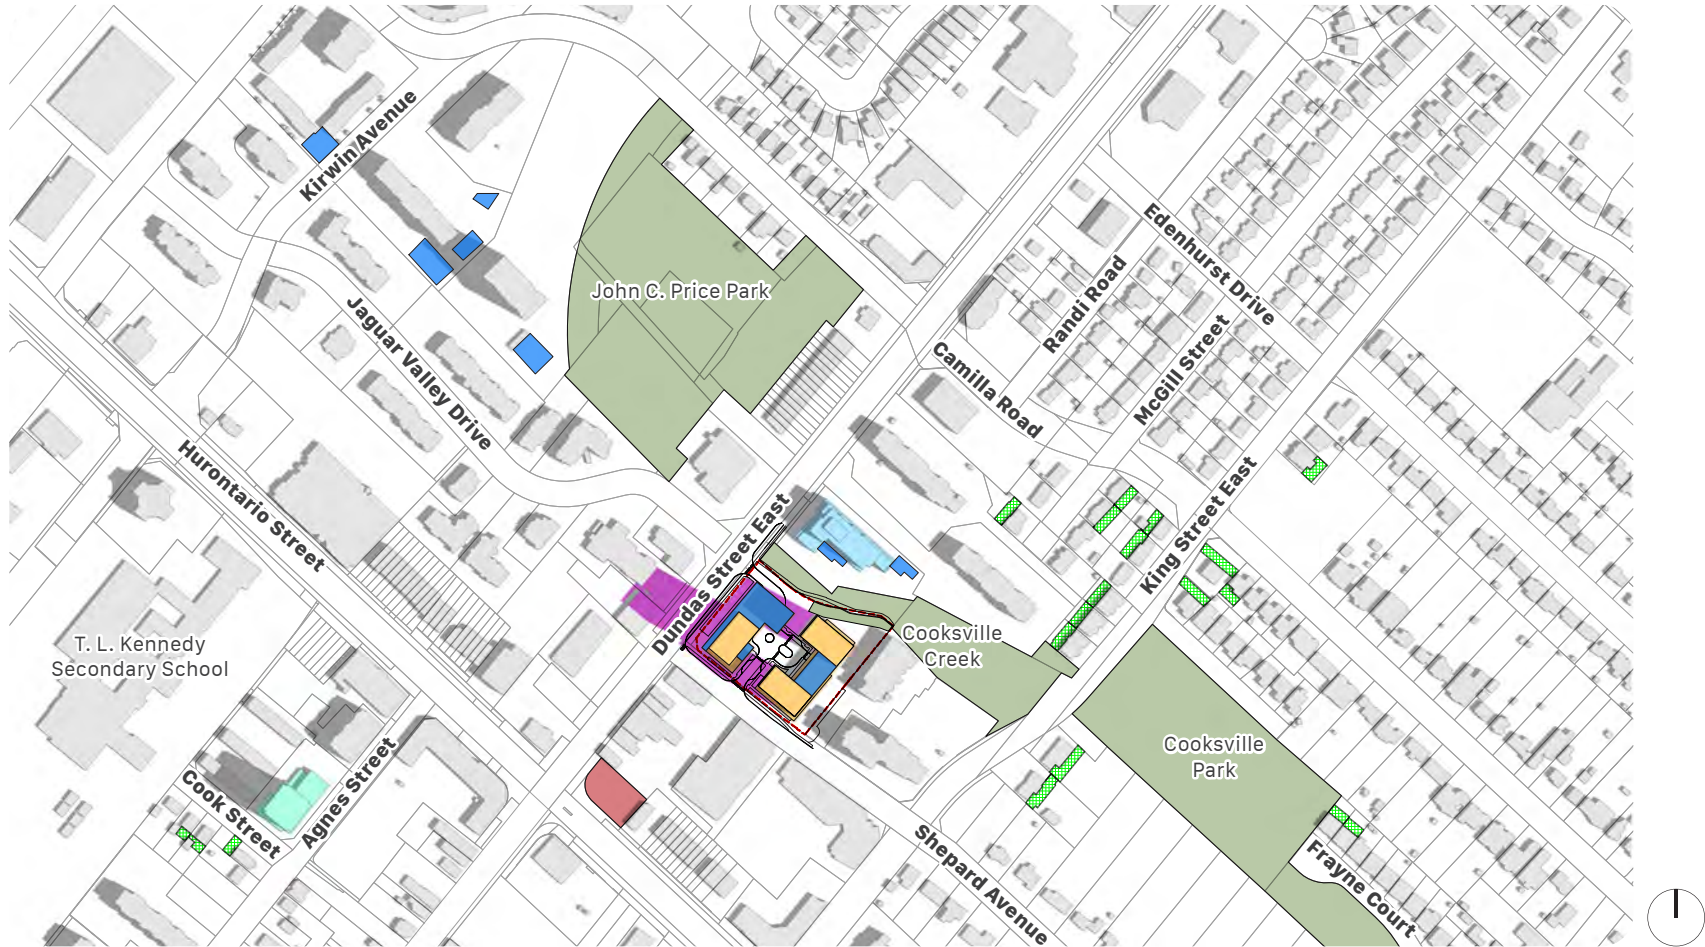 Kirwin Avenue
Edenhurst Drive
John C. Price Park
Randi Road
Jaguar Valley Drive
McGill Street
Camilla Road
Hurontario Street
King Street East
Dundas Street East
T. L. Kennedy
Secondary School
Cooksville
Creek
Cooksville
Park
Cook Street
Agnes Street
Shepard Avenue
Frayne Court